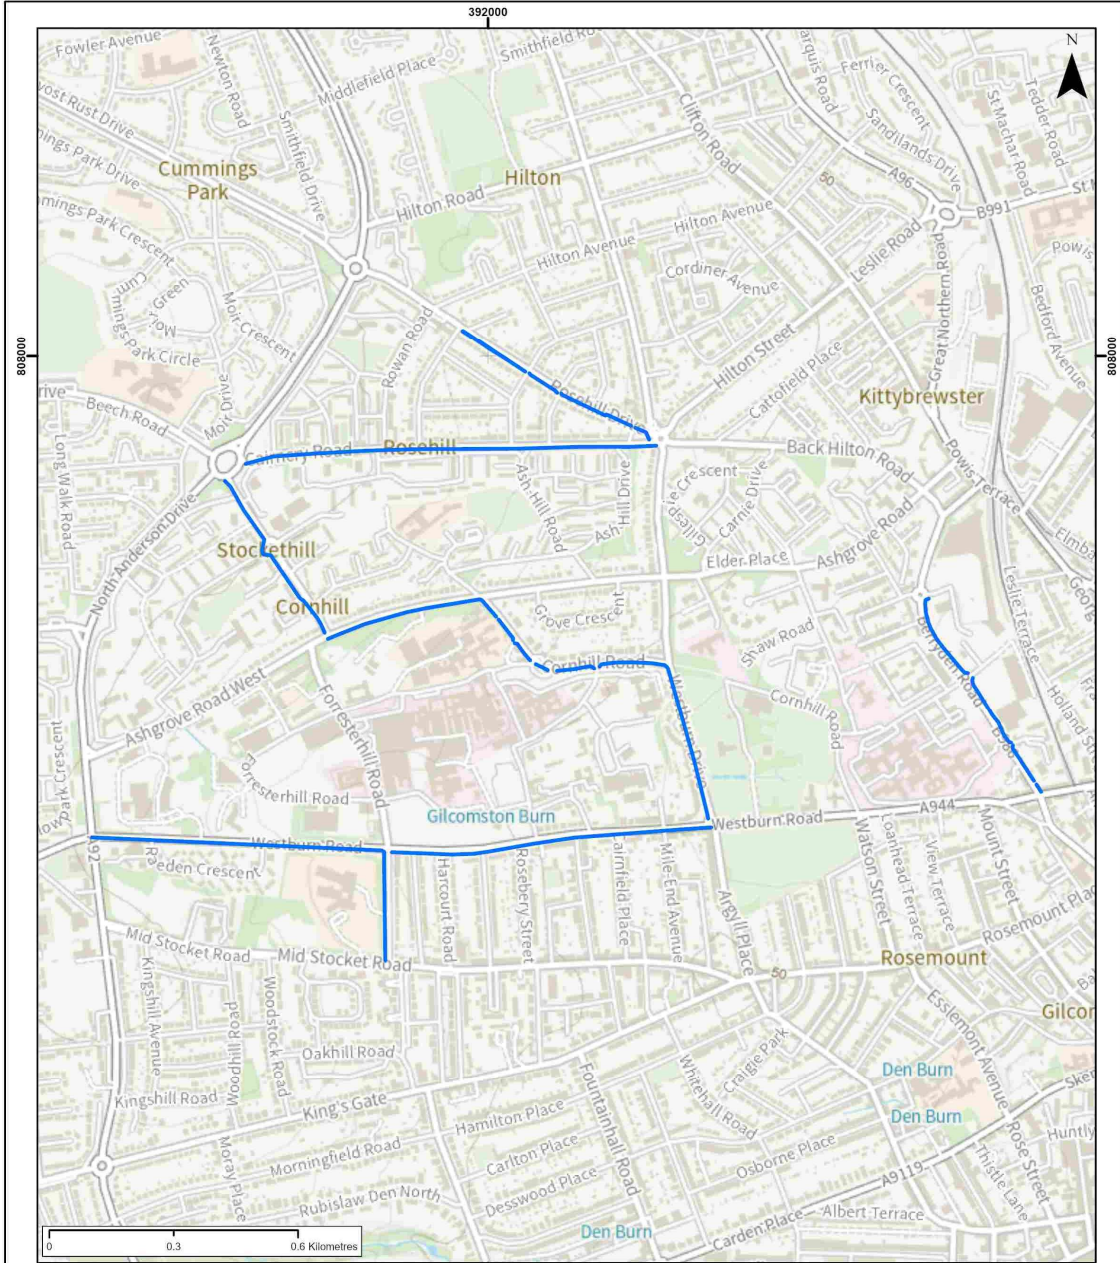 392000
N
808000
808000
Fowler Avenue
Newton Road
Middlefield Place
Smithfield
Clifton Road
Ferrier Crescent
Tedder Road
St Machar Road
Sandilands Drive
Smithfield Drive
Cummings
Park
Hilton
50
A96
B991
Hilton Road
Hilton Avenue
Hilton Avenue
Leslie Road
Powis
Cordiner Avenue
Great Northern Road
Bedford Avenue
Green
Moir Crescent
Rowan Road
Hilton Street
Cattofield Place
Kittybrewster
Beech Road
Moir Drive
Rosehill Drive
Long Walk Road
Cairncry Road
Rosehill
Back Hilton Road
Powis Terrace
Ash-Hill Road
Ash-Hill Drive
Carnie Drive
North Anderson Drive
Stockethill
Elder Place
Ashgrove Road
Leslie Terrace
Cornhill
Grove Crescent
Shaw Road
Berryden Road
Cornhill Road
Ashgrove Road West
Forresterhill Road
Westburn Drive
Cornhill Road
Forresterhill Road
Gilcomston Burn
Westburn Road
A944
Westburn Road
Raeden Crescent
Harcourt Road
Rosebery Street
Mile-End Avenue
Argyll Place
Watson Street
Loanhead Terrace
View Terrace
Mount Street
Mid Stocket Road
Mid Stocket Road
50
Rosemount
Kingshill Avenue
Woodhill Road
Woodstock Road
Oakhill Road
Esslemont Avenue
Kingshill Road
King's Gate
Hamilton Place
Fountainhall Road
Whitehall Road
Craigie Park
Den Burn
Den Burn
Rose Street
Morningfield Road
Carlton Place
Osborne Place
Moray Place
Rubislaw Den North
Desswood Place
A9119
Thistle Lane
Albert Terrace
Den Burn
Carden Place
0 0.3 0.6 Kilometres